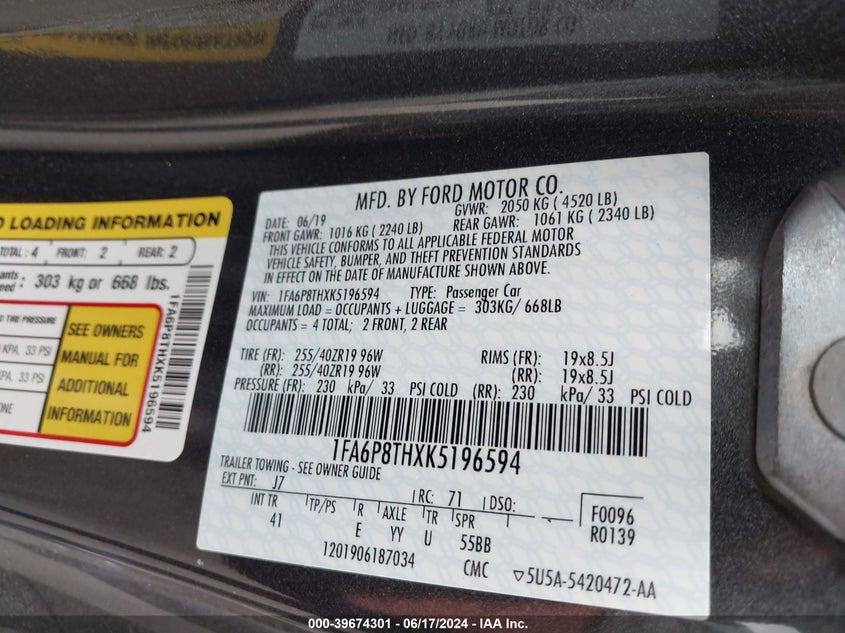 D LOADING INFORMATION
TOTAL: 4 FRONT: 2 REAR: 2
303 kg or 668 lbs.
TIRE PRESSURE
KPA, 33 PSI
KPA, 33 PSI
SEE OWNERS
MANUAL FOR
ADDITIONAL
INFORMATION
1FA6P8THXK5196594
MFD. BY FORD MOTOR CO.
DATE: 06/19 GVWR: 2050 KG ( 4520 LB)
FRONT GAWR: 1016 KG ( 2240 LB) REAR GAWR: 1061 KG ( 2340 LB)
THIS VEHICLE CONFORMS TO ALL APPLICABLE FEDERAL MOTOR
VEHICLE SAFETY, BUMPER, AND THEFT PREVENTION STANDARDS
IN EFFECT ON THE DATE OF MANUFACTURE SHOWN ABOVE.
VIN: 1FA6P8THXK5196594 TYPE: Passenger Car
MAXIMUM LOAD = OCCUPANTS + LUGGAGE = 303KG/ 668LB
OCCUPANTS = 4 TOTAL; 2 FRONT, 2 REAR
TIRE (FR): 255/40ZR19 96W RIMS (FR): 19x8.5J
(RR): 255/40ZR19 96W (RR): 19x8.5J
PRESSURE (FR): 230 kPa/ 33 PSI COLD (RR): 230 kPa/ 33 PSI COLD
1FA6P8THXK5196594
TRAILER TOWING - SEE OWNER GUIDE
EXT PNT: J7 RC: 71 DSO:
INT TR TP/PS R AXLE TR SPR
41 E YY U 55BB
F0096
R0139
1201906187034 CMC 5U5A-5420472-AA
000-39674301 / 06/17/2024 - IAA Inc.